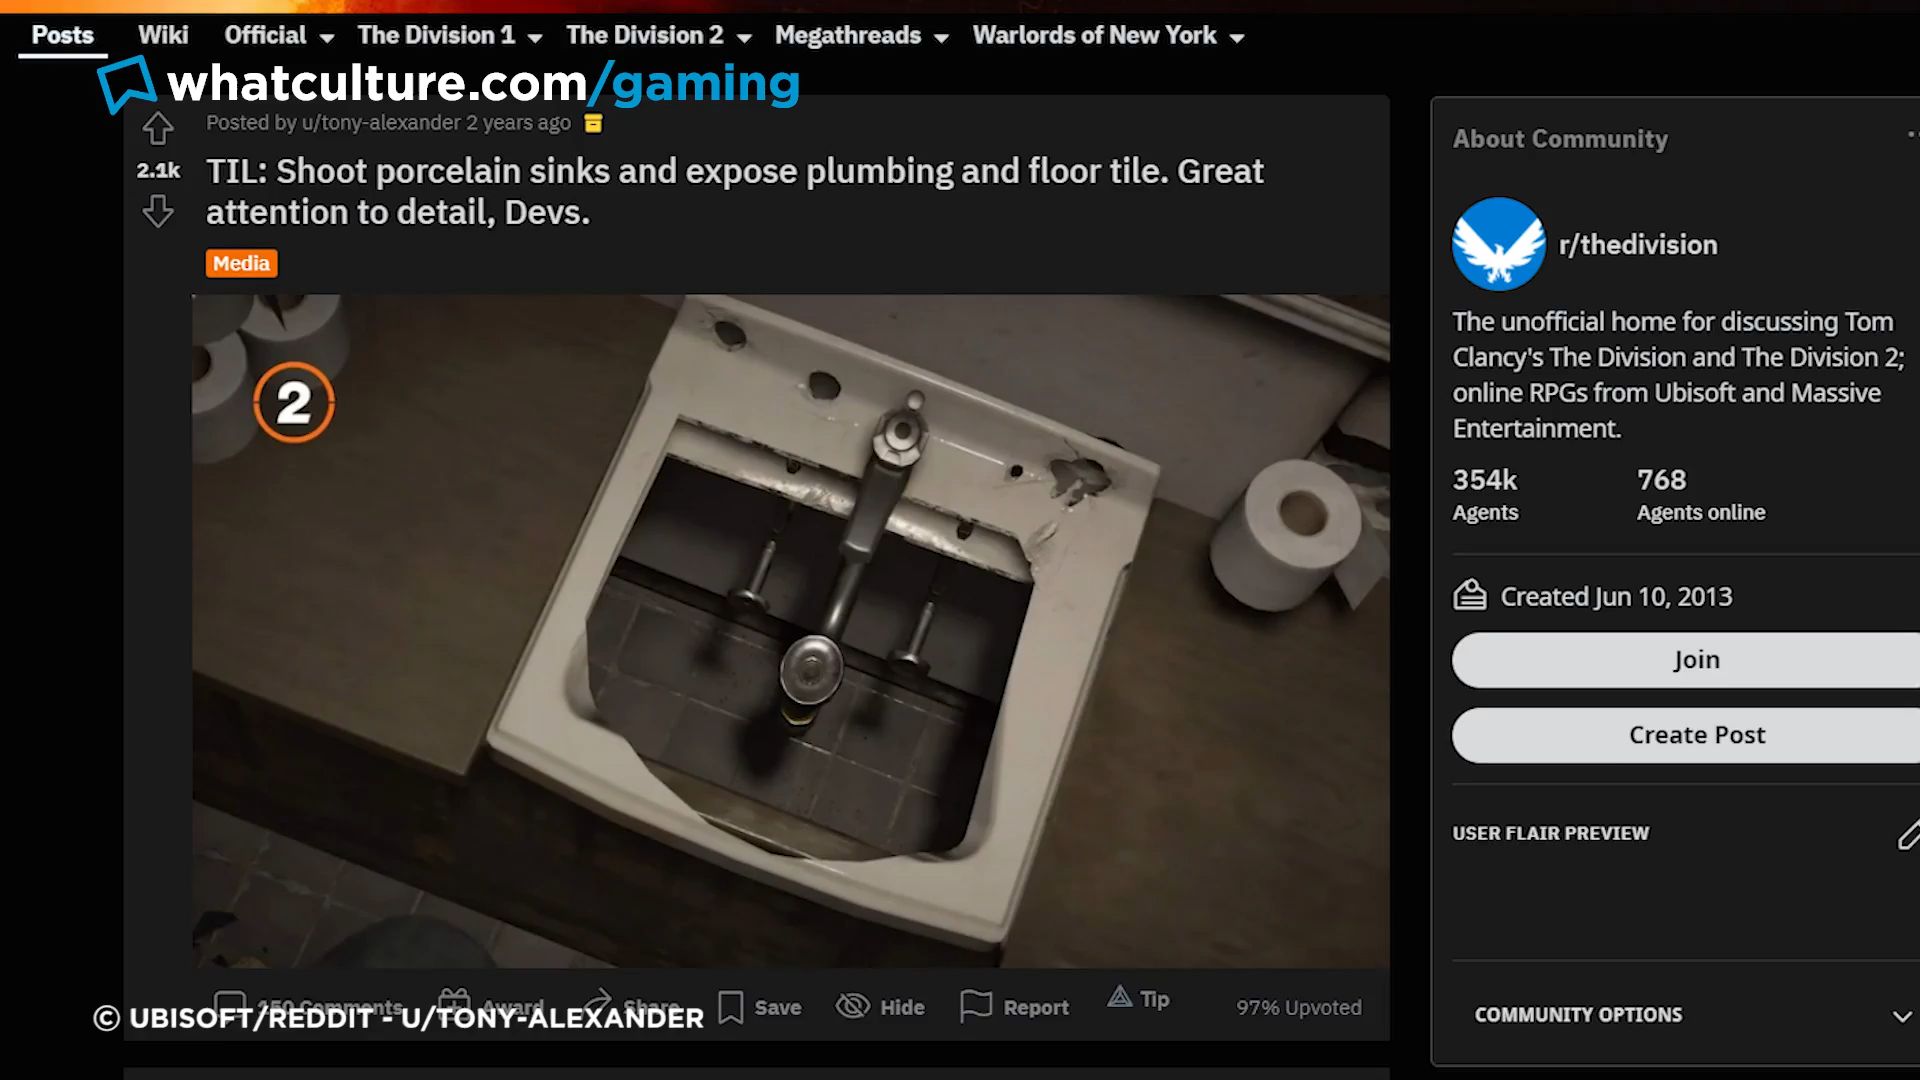 Posts Wiki Official The Division 1 The Division 2 Megathreads Warlords of New York
whatculture.com/gaming
Posted by u/tony-alexander 2 years ago
2.1k
TIL: Shoot porcelain sinks and expose plumbing and floor tile. Great
attention to detail, Devs.
Media
2
150 Comments Award Share Save Hide Report Tip 97% Upvoted
© UBISOFT/REDDIT - U/TONY-ALEXANDER
About Community
r/thedivision
The unofficial home for discussing Tom
Clancy's The Division and The Division 2;
online RPGs from Ubisoft and Massive
Entertainment.
354k 768
Agents Agents online
Created Jun 10, 2013
Join
Create Post
USER FLAIR PREVIEW
COMMUNITY OPTIONS